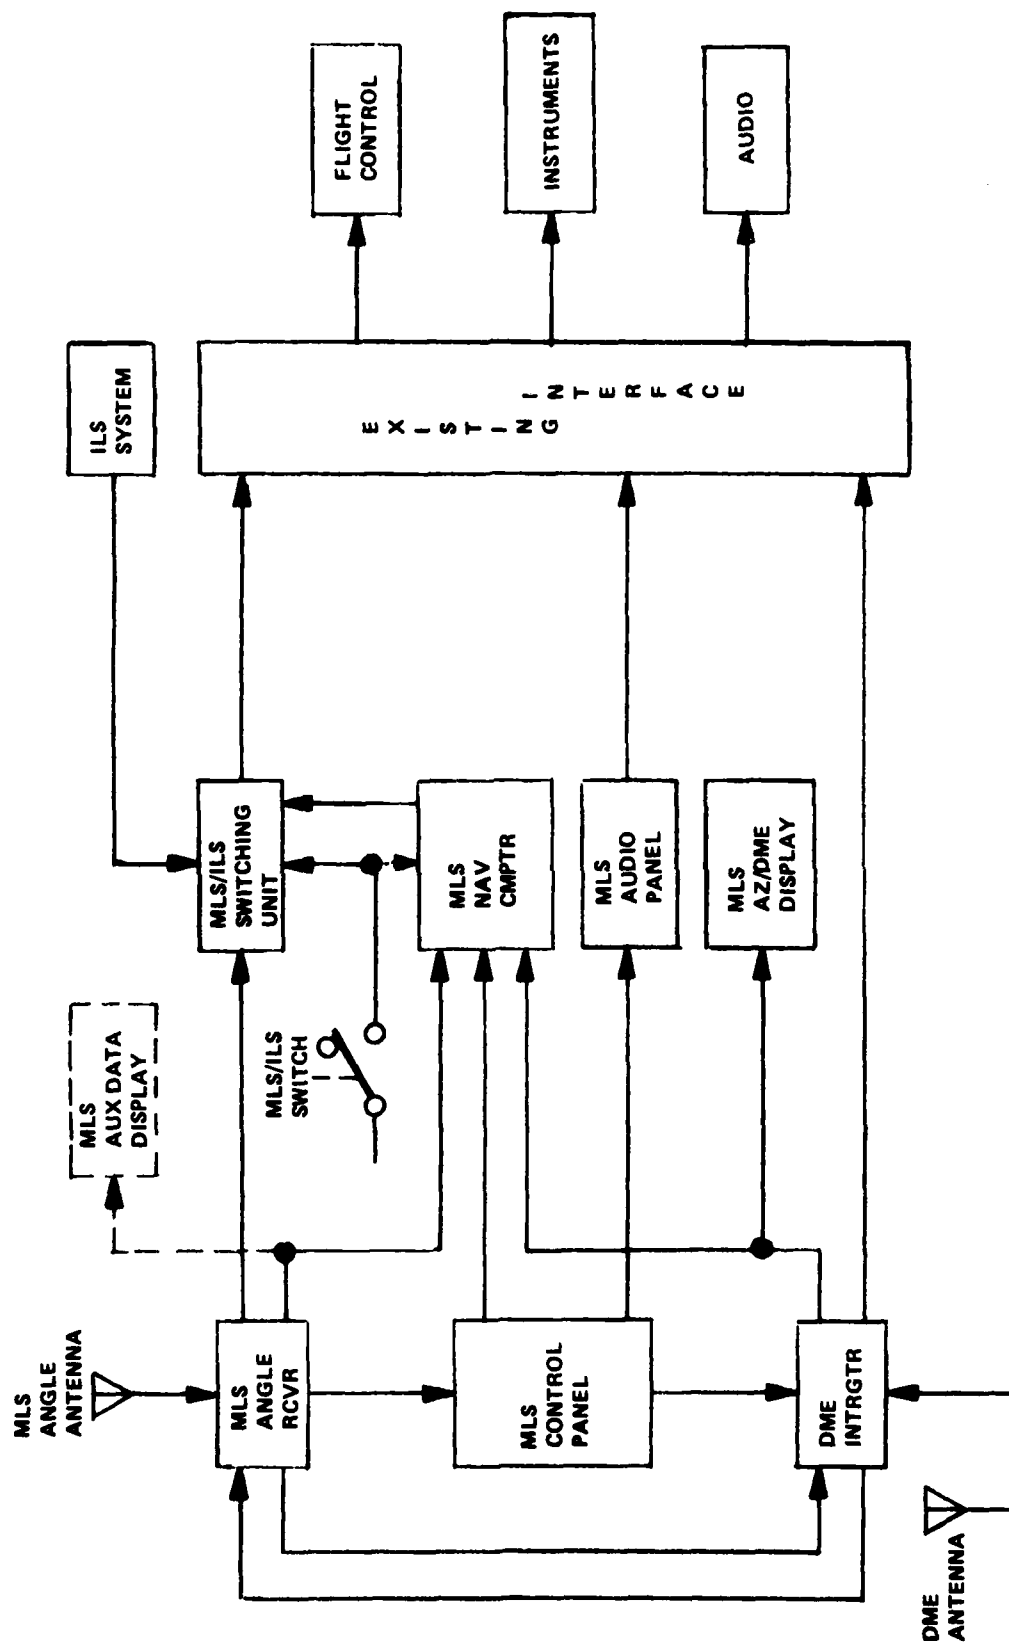 MLS
ANGLE
ANTENNA
MLS
ANGLE
RCVR
MLS
CONTROL
PANEL
DME
INTRGTR
DME
ANTENNA
MLS
AUX DATA
DISPLAY
MLS/ILS
SWITCH
MLS/ILS
SWITCHING
UNIT
MLS
NAV
CMPTR
MLS
AUDIO
PANEL
MLS
AZ/DME
DISPLAY
ILS
SYSTEM
EXISTING
INTERFACE
FLIGHT
CONTROL
INSTRUMENTS
AUDIO